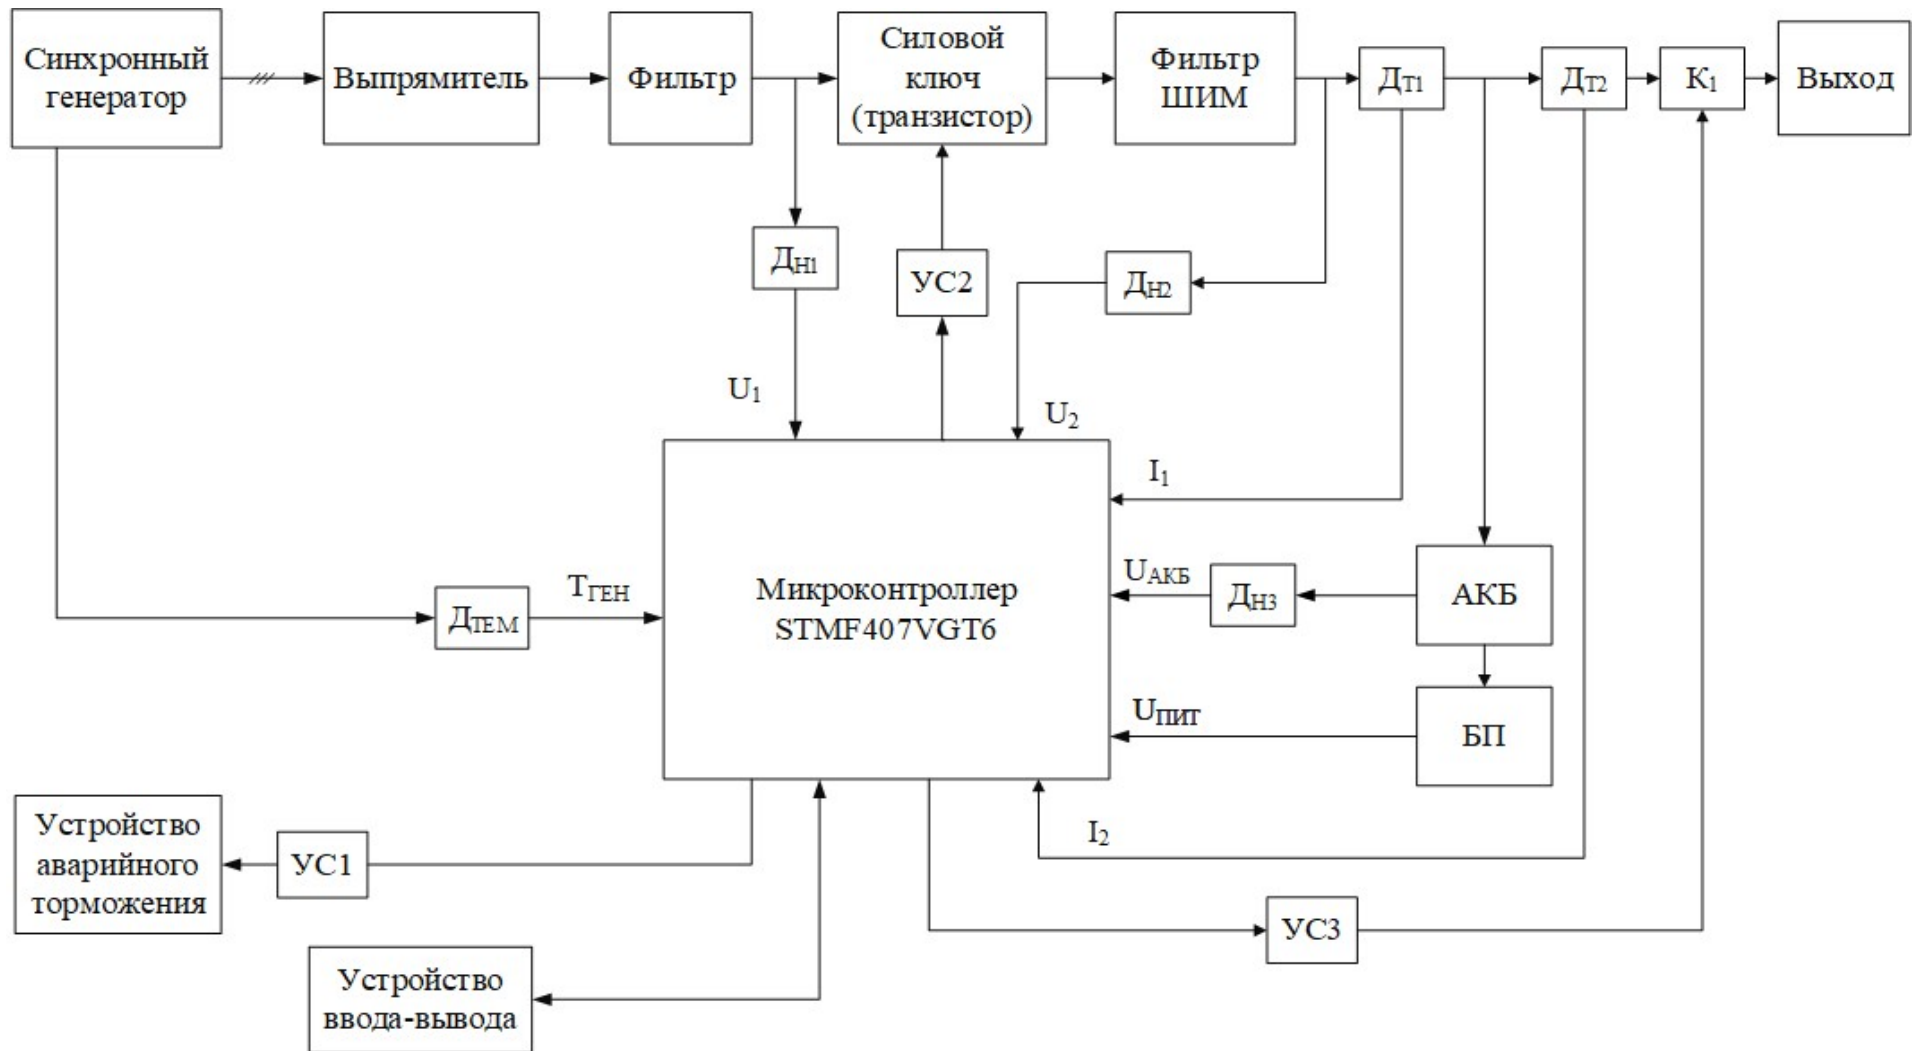 Синхронный
генератор
Выпрямитель
Фильтр
Силовой
ключ
(транзистор)
Фильтр
ШИМ
ДТ1
ДТ2
К1
Выход
ДН1
УС2
ДН2
U1
U2
I1
UАКБ
ДН3
АКБ
TГЕН
ДТЕМ
Микроконтроллер
STMF407VGT6
UПИТ
БП
Устройство
аварийного
торможения
УС1
I2
УС3
Устройство
ввода-вывода